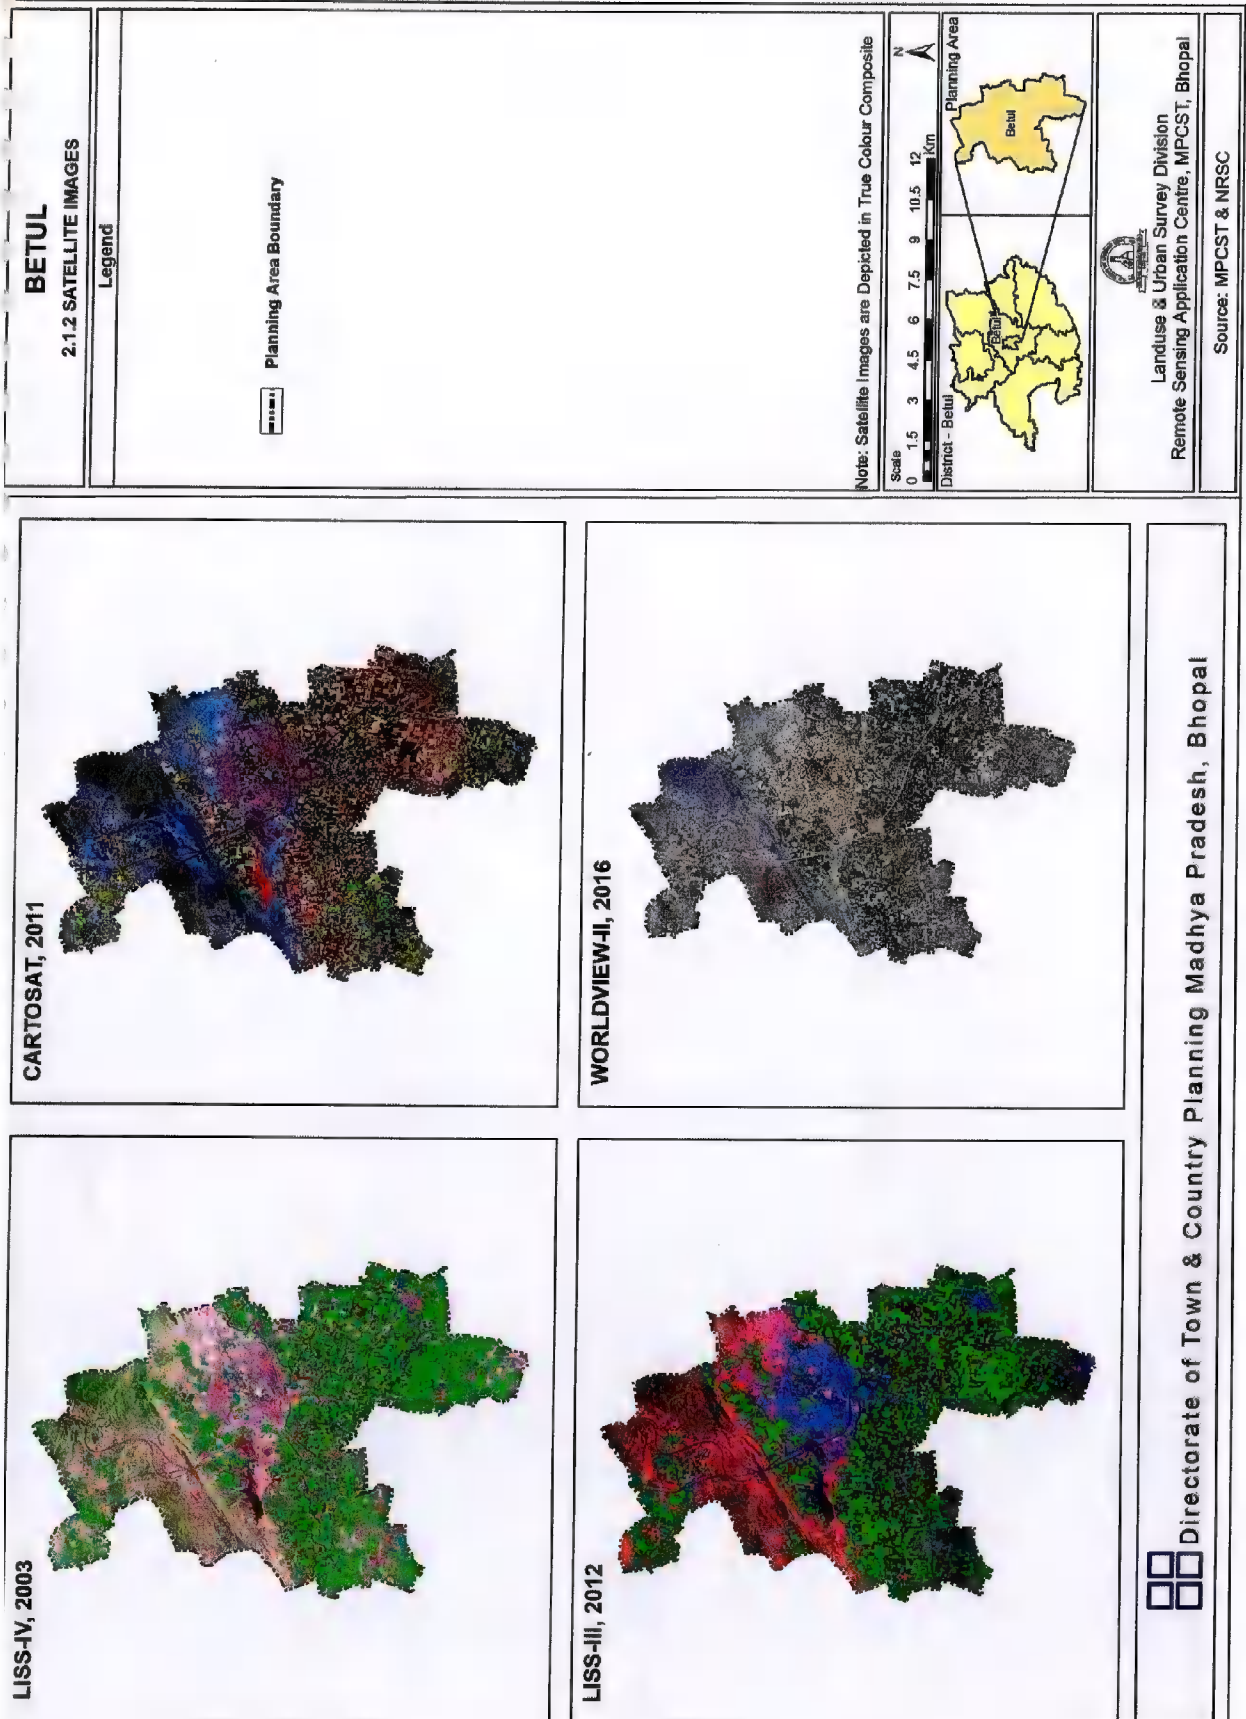 LISS-IV, 2003
CARTOSAT, 2011
LISS-III, 2012
WORLDVIEW-II, 2016
Directorate of Town & Country Planning Madhya Pradesh, Bhopal
BETUL
2.1.2 SATELLITE IMAGES
Legend
Planning Area Boundary
Note: Satellite Images are Depicted in True Colour Composite
Scale
N
0 1.5 3 4.5 6 7.5 9 10.5 12
Km
District - Betul
Planning Area
Betul
Betul
Landuse & Urban Survey Division
Remote Sensing Application Centre, MPCST, Bhopal
Source: MPCST & NRSC